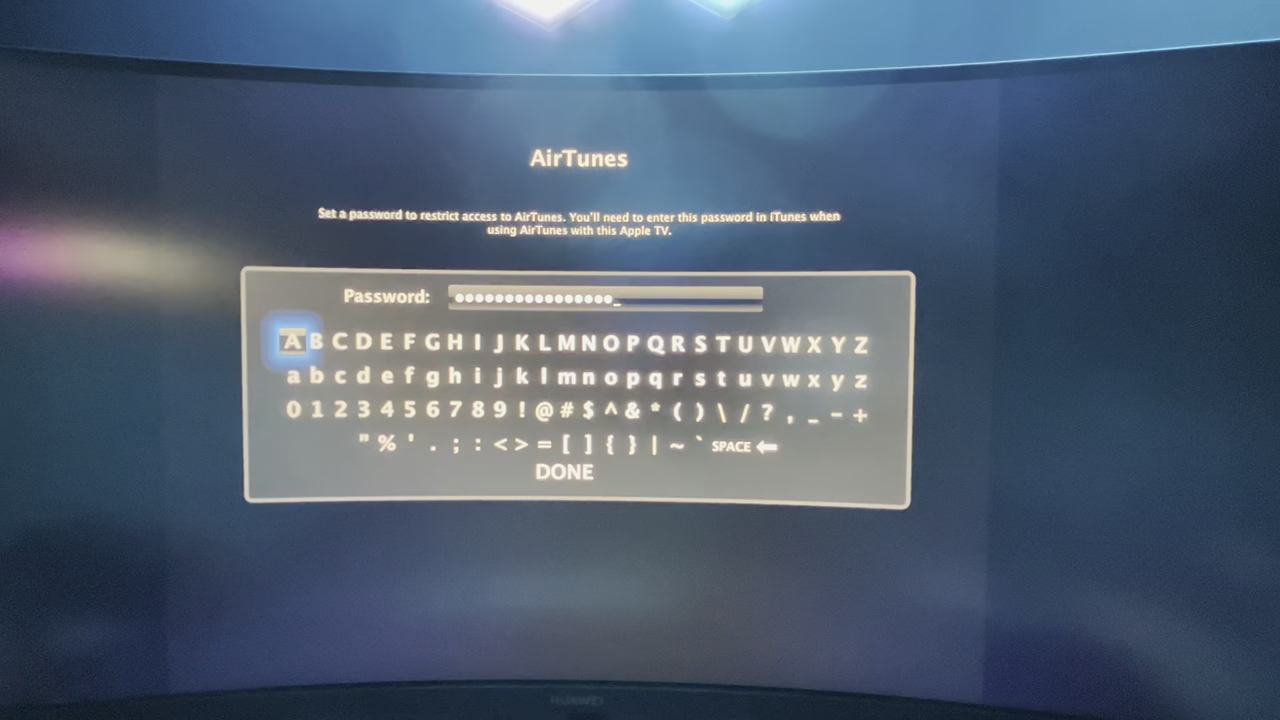 AirTunes
Set a password to restrict access to AirTunes. You'll need to enter this password in iTunes when
using AirTunes with this Apple TV.
Password: ••••••••••••••••_
A B C D E F G H I J K L M N O P Q R S T U V W X Y Z
a b c d e f g h i j k l m n o p q r s t u v w x y z
0 1 2 3 4 5 6 7 8 9 ! @ # $ ^ & * ( ) \ / ? , _ - +
" % ' . ; : < > = [ ] { } | ~ ` SPACE ←
DONE
HUAWEI